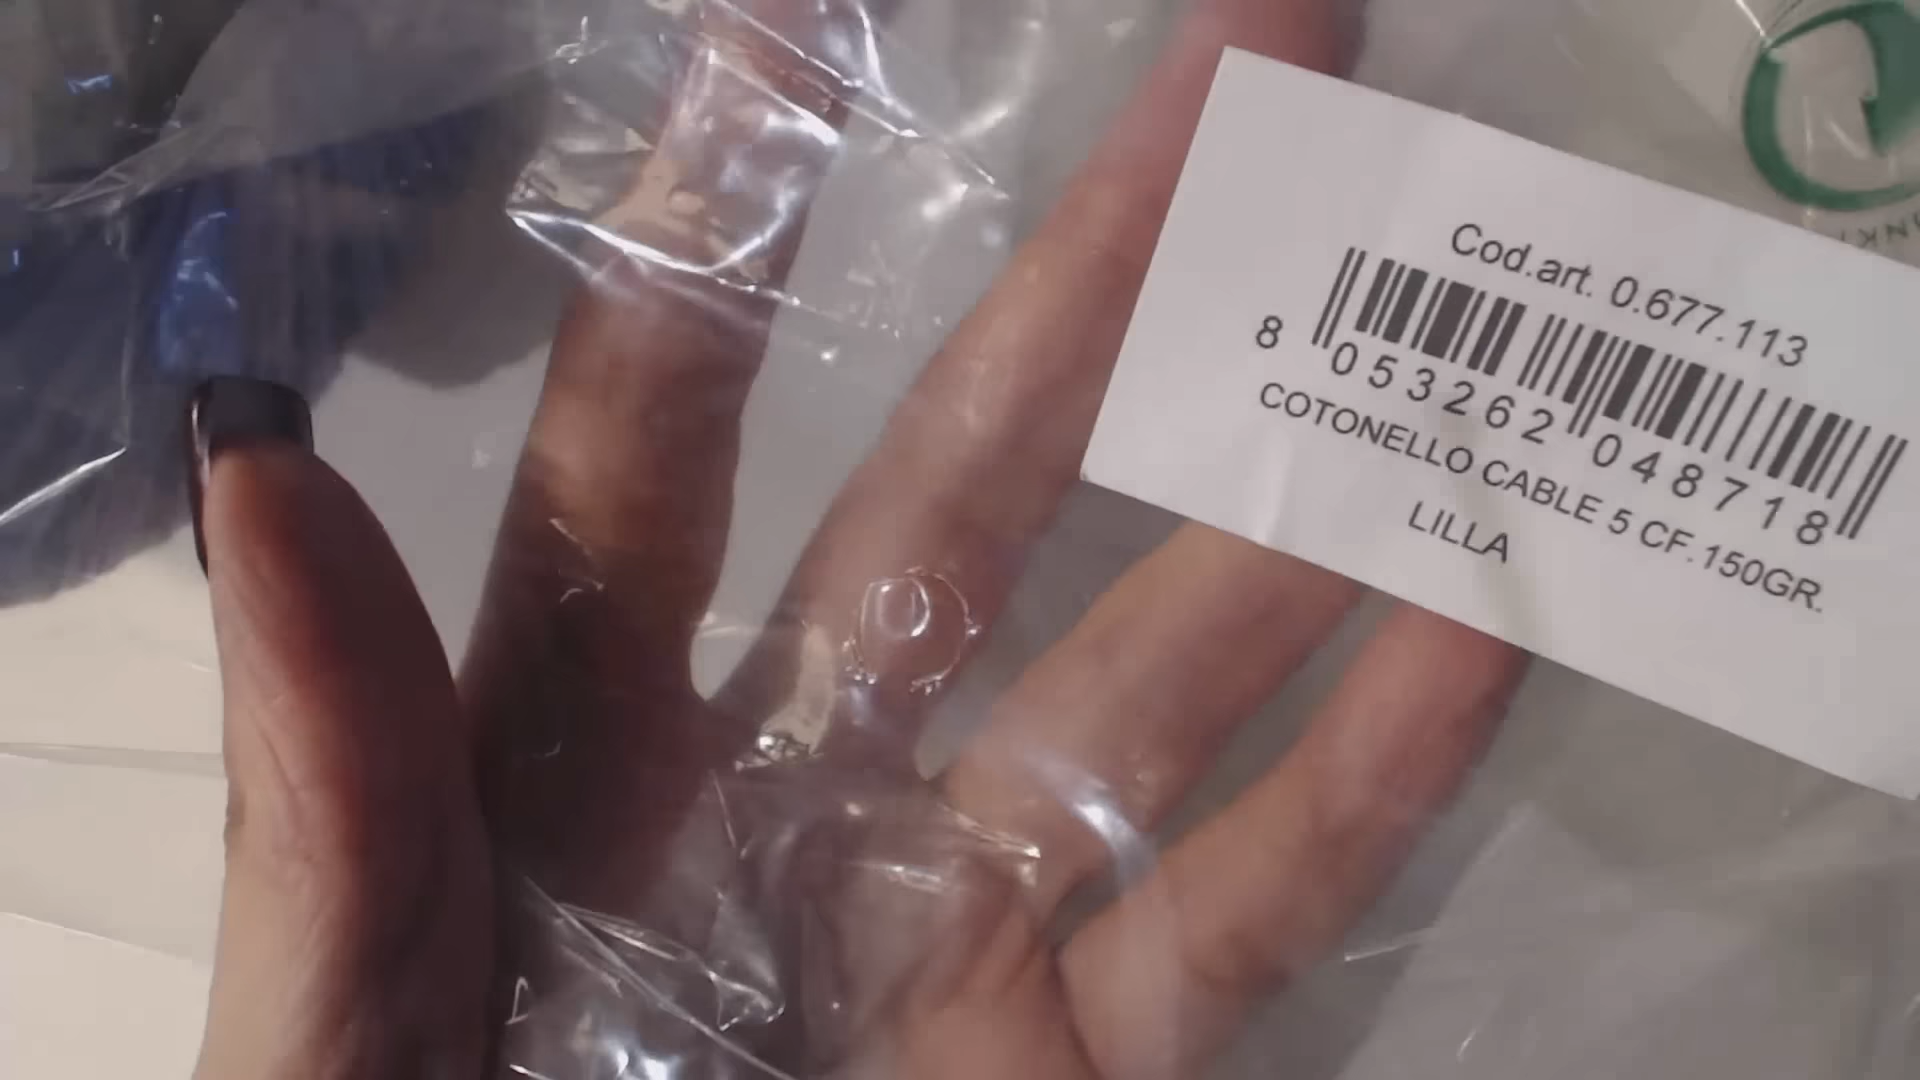 Cod.art. 0.677.113
8 053262 048718
COTONELLO CABLE 5 CF.150GR.
LILLA